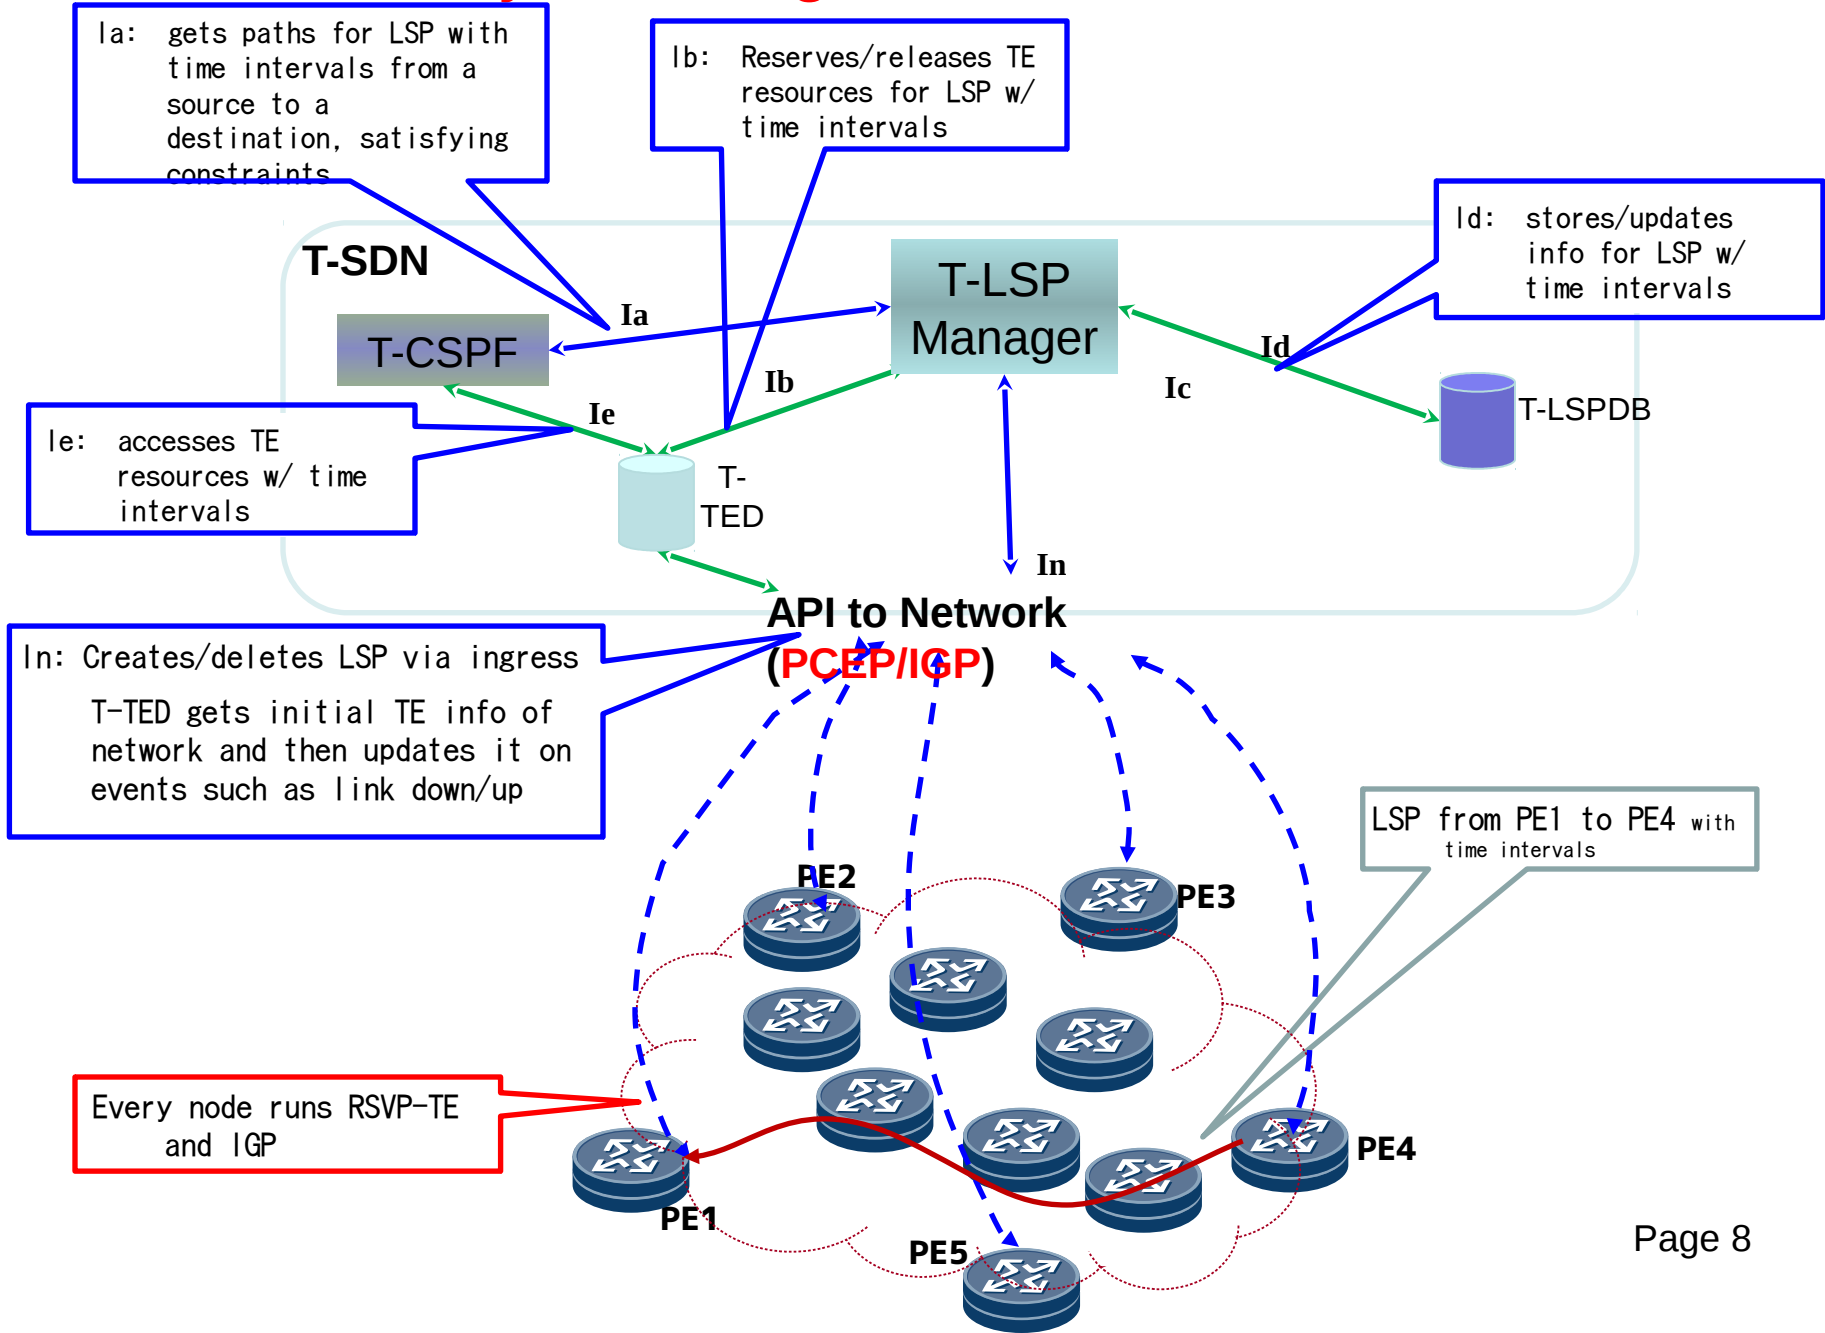 Ia: gets paths for LSP with
time intervals from a
source to a
destination, satisfying
constraints
Ib: Reserves/releases TE
resources for LSP w/
time intervals
Id: stores/updates
info for LSP w/
time intervals
T-SDN
T-LSP
Manager
Ia
T-CSPF
Id
Ib
Ic
Ie
T-LSPDB
Ie: accesses TE
resources w/ time
intervals
T-
TED
In
API to Network
(PCEP/IGP)
In: Creates/deletes LSP via ingress
T-TED gets initial TE info of
network and then updates it on
events such as link down/up
LSP from PE1 to PE4 with
time intervals
PE2
PE3
Every node runs RSVP-TE
and IGP
PE4
PE1
PE5
Page 8